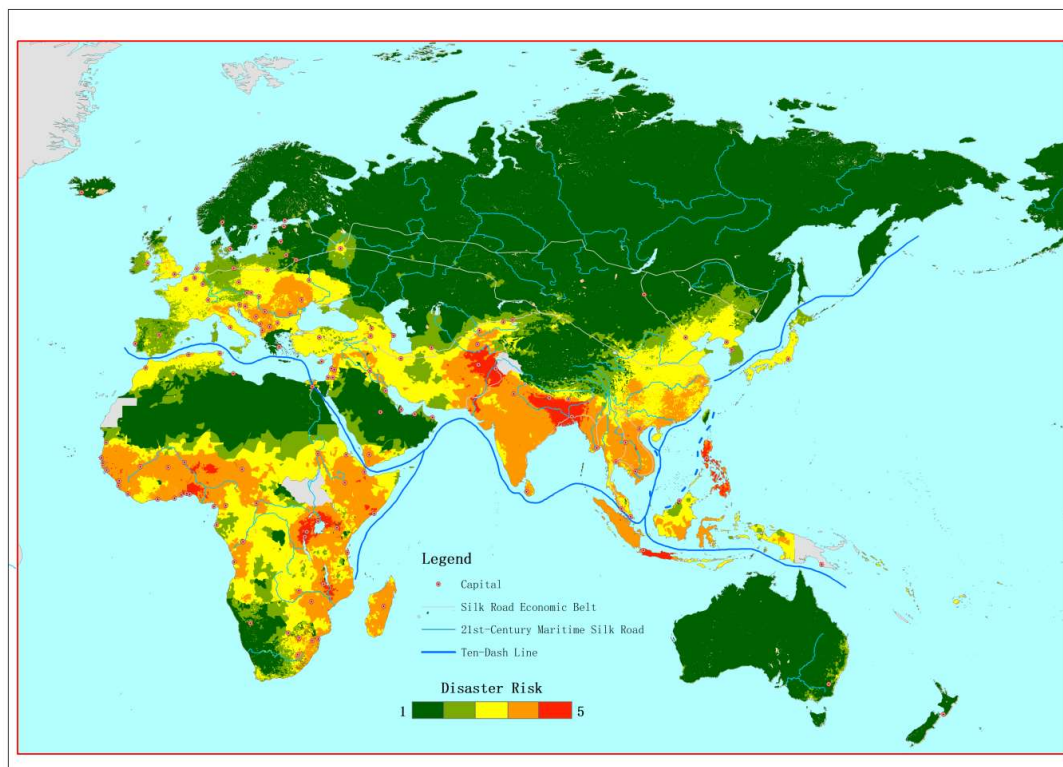 Legend
Capital
Silk Road Economic Belt
21st-Century Maritime Silk Road
Ten-Dash Line
Disaster Risk
1 5